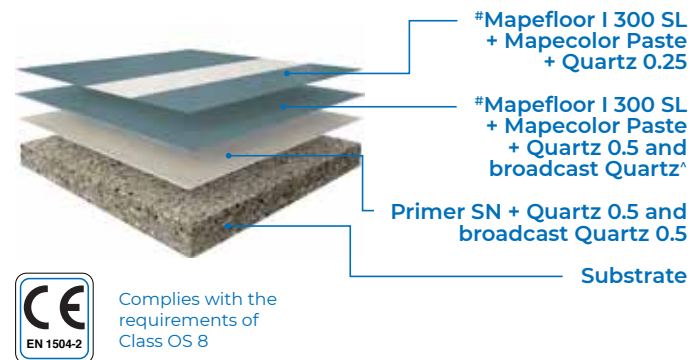 #Mapefloor I 300 SL
+ Mapecolor Paste
+ Quartz 0.25
#Mapefloor I 300 SL
+ Mapecolor Paste
+ Quartz 0.5 and
broadcast Quartz^
Primer SN + Quartz 0.5 and
broadcast Quartz 0.5
Substrate
CE
EN 1504-2
Complies with the
requirements of
Class OS 8